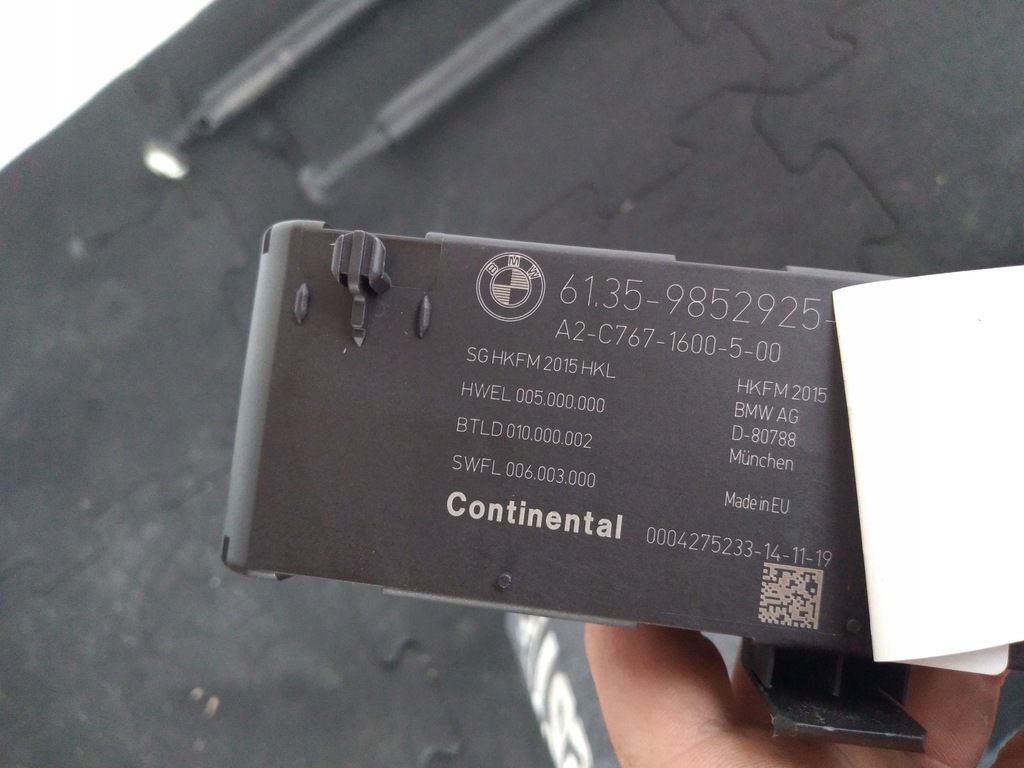 BMW
61.35-9852925-
A2-C767-1600-5-00
SG HKFM 2015 HKL
HWEL 005.000.000
BTLD 010.000.002
SWFL 006.003.000
HKFM 2015
BMW AG
D-80788
München
Made in EU
Continental
0004275233-14-11-19